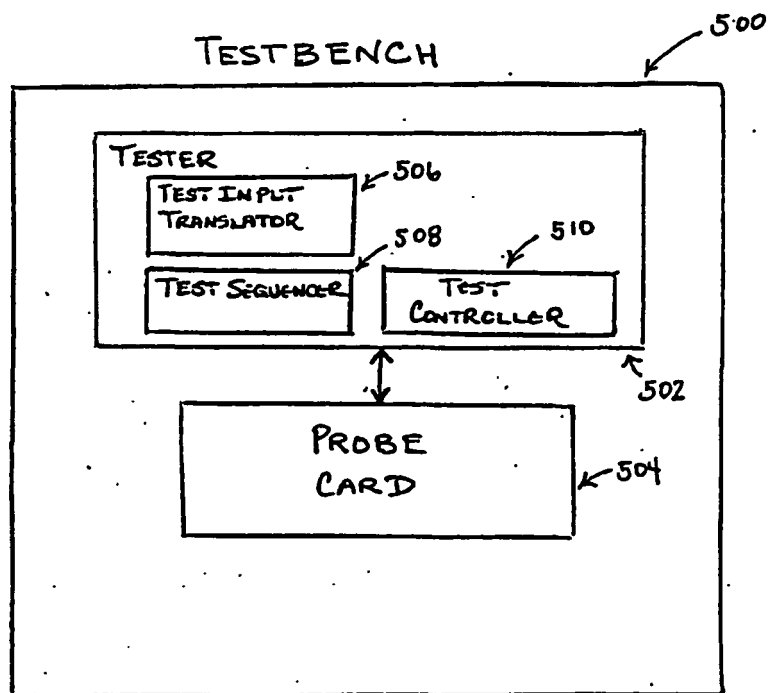 500
TESTBENCH
TESTER
506
TEST INPUT
TRANSLATOR
508
510
TEST SEQUENCER
TEST
CONTROLLER
502
PROBE
CARD
504